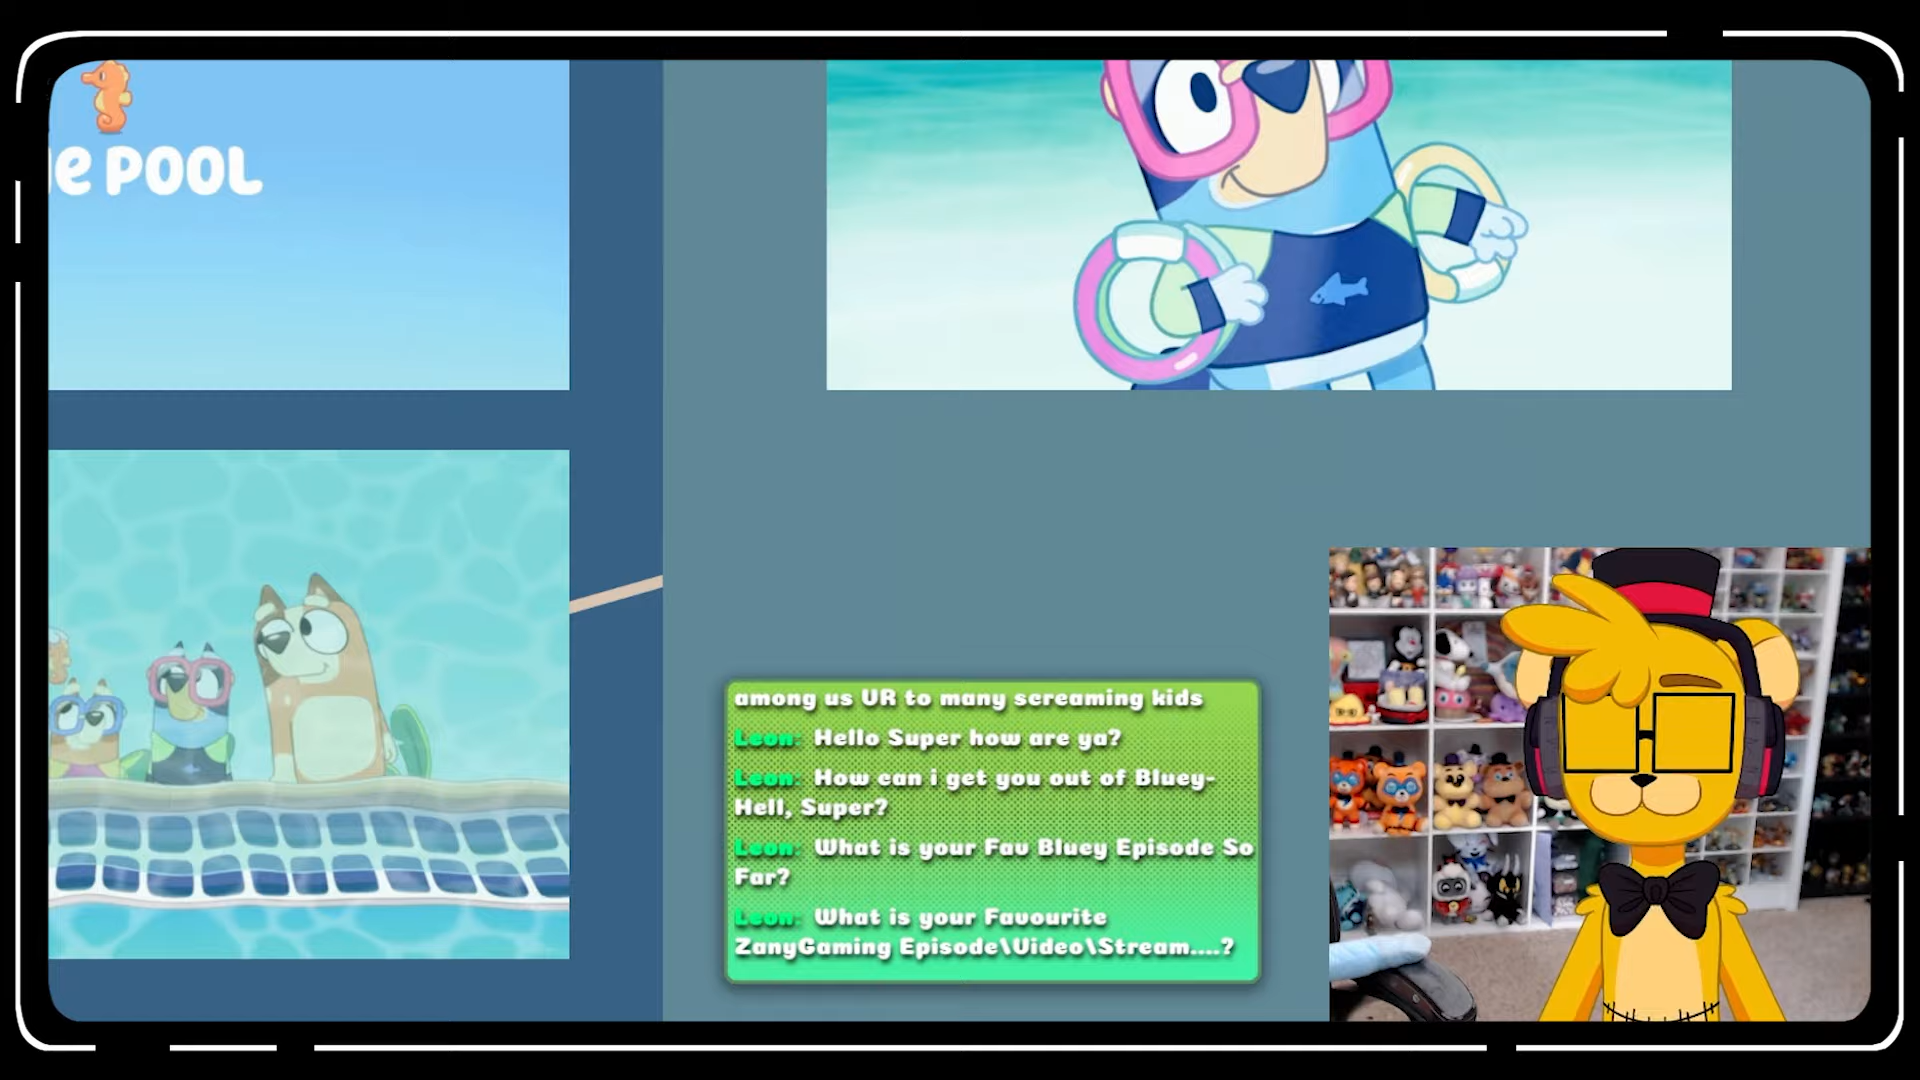 e POOL
among us UR to many screaming kids
Leon: Hello Super how are ya?
Leon: How can i get you out of Bluey-
Hell, Super?
Leon: What is your Fav Bluey Episode So
Far?
Leon: What is your Favourite
ZanyGaming Episode\Video\Stream....?